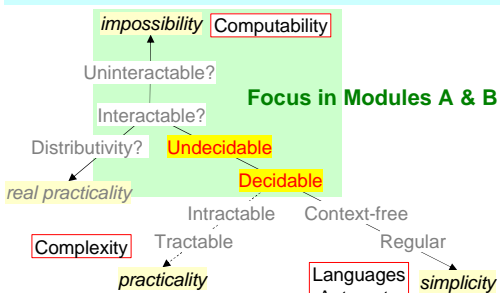 impossibility
Computability
Uninteractable?
Focus in Modules A & B
Interactable?
Distributivity?
Undecidable
Decidable
real practicality
Intractable
Context-free
Complexity
Tractable
Regular
practicality
Languages
simplicity